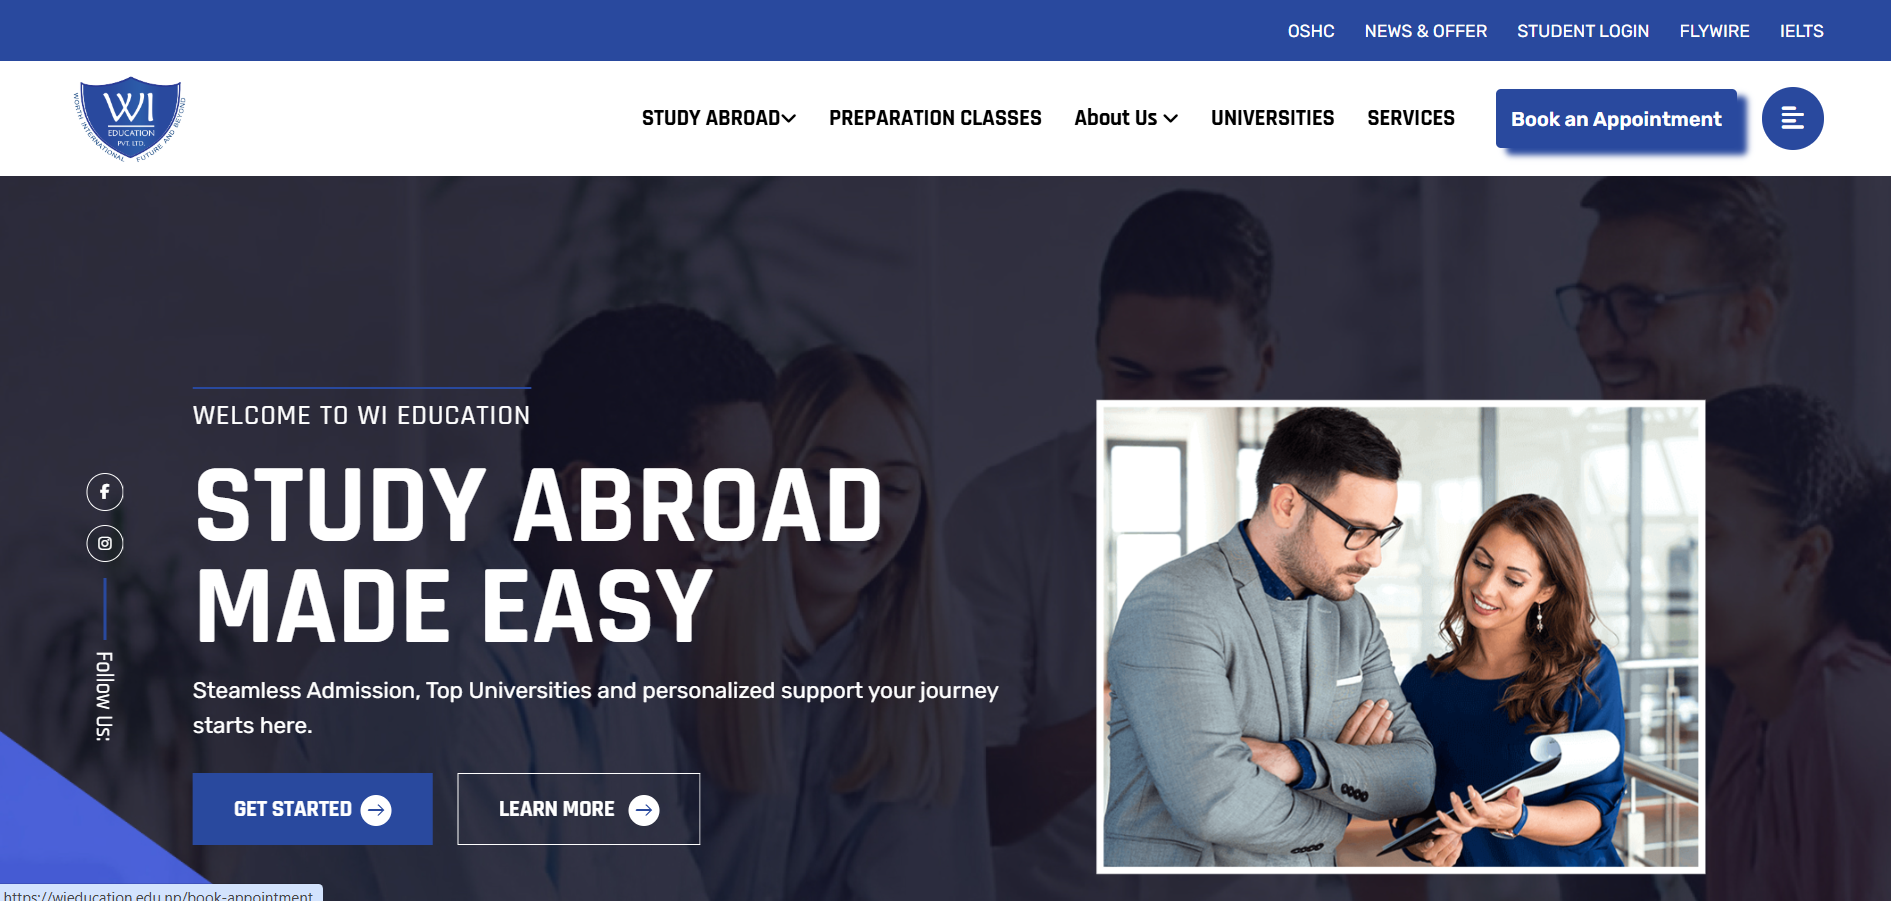 OSHC NEWS & OFFER STUDENT LOGIN FLYWIRE IELTS
WI
EDUCATION
PVT. LTD.
WORTH INTERNATIONAL FUTURE AND BEYOND
STUDY ABROAD PREPARATION CLASSES About Us UNIVERSITIES SERVICES Book an Appointment
WELCOME TO WI EDUCATION
STUDY ABROAD
MADE EASY
Steamless Admission, Top Universities and personalized support your journey
starts here.
Follow Us:
GET STARTED LEARN MORE
https://wieducation.edu.np/book-appointment